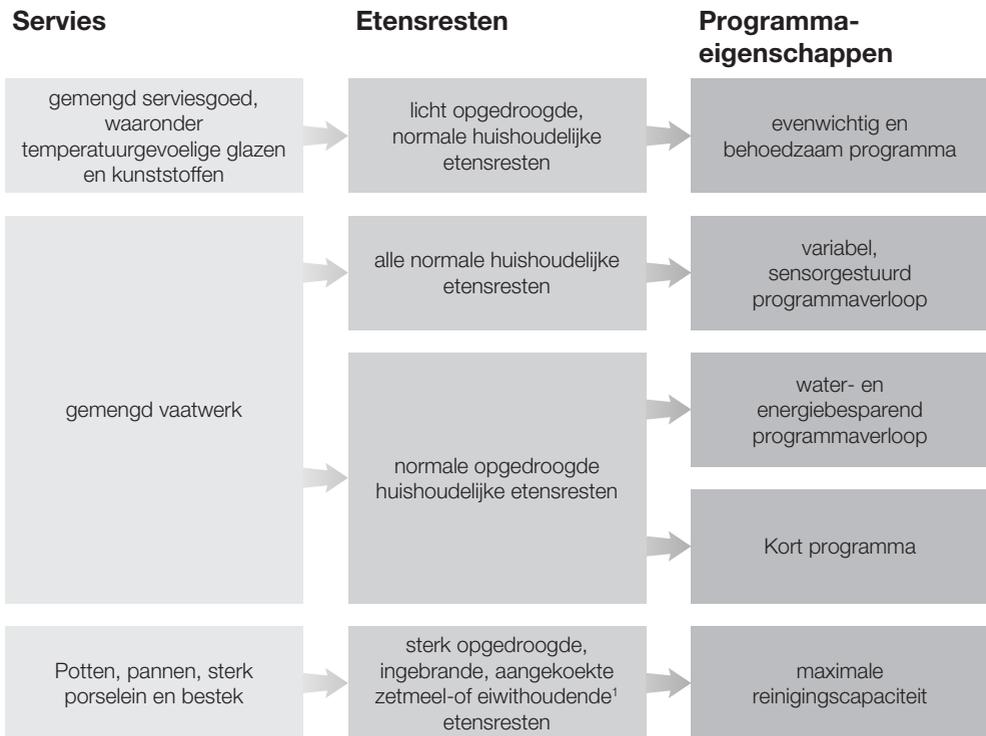 Servies
Etensresten
Programma-
eigenschappen
gemengd serviesgoed,
waaronder
temperatuurgevoelige glazen
en kunststoffen
licht opgedroogde,
normale huishoudelijke
etensresten
evenwichtig en
behoedzaam programma
gemengd vaatwerk
alle normale huishoudelijke
etensresten
variabel,
sensorgestuurd
programmaverloop
normale opgedroogde
huishoudelijke etensresten
water- en
energiebesparend
programmaverloop
Kort programma
Potten, pannen, sterk
porselein en bestek
sterk opgedroogde,
ingebrande, aangekoekte
zetmeel-of eiwithoudende¹
etensresten
maximale
reinigingscapaciteit